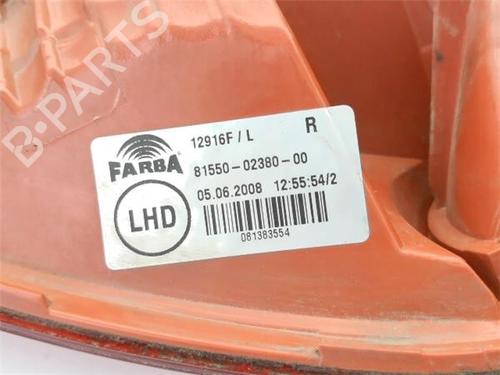 B-PARTS
12916F / L R
FARBA
81550-02380-00
05.06.2008 12:55:54/2
LHD
081383554